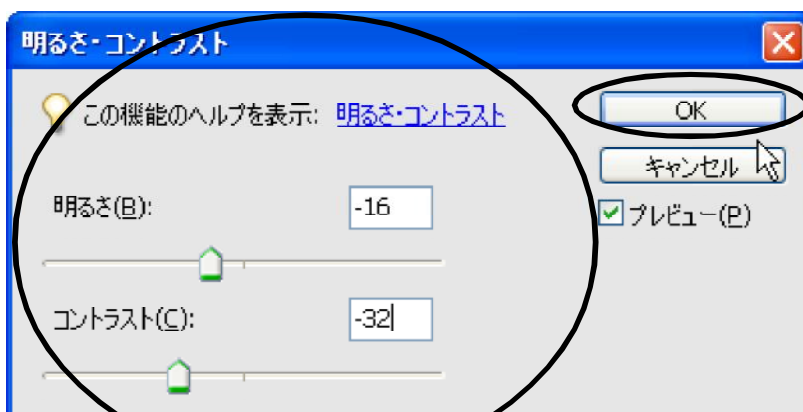 明るさ・コントラスト
この機能のヘルプを表示: 明るさ・コントラスト
OK
キャンセル
明るさ(B):
-16
プレビュー(P)
コントラスト(C):
-32